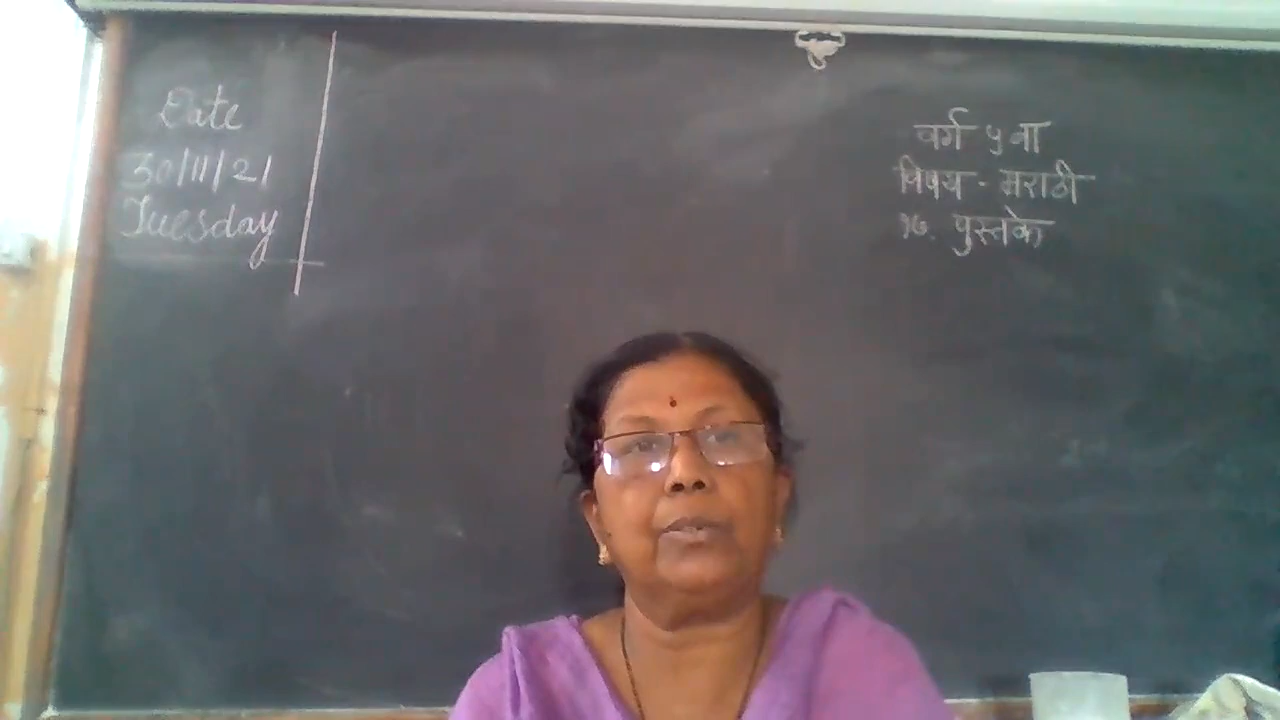 Date
30/11/21
Tuesday
वर्ग ५ वा
विषय - मराठी
१७. पुस्तके